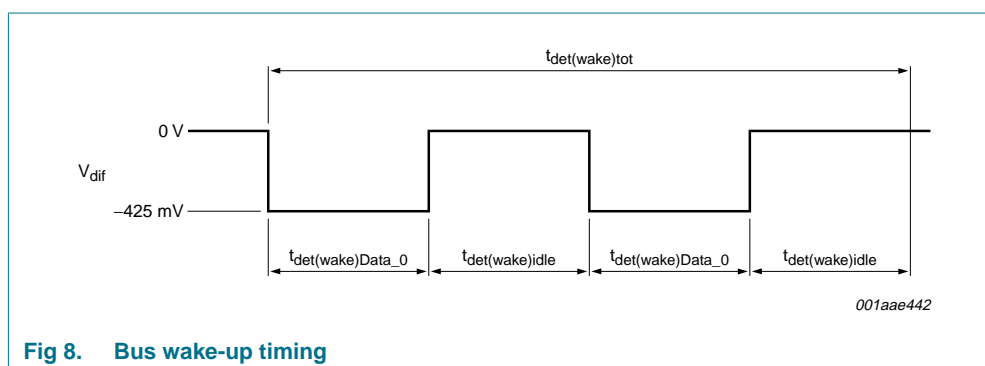 tdet(wake)tot
0 V
Vdif
−425 mV
tdet(wake)Data_0 tdet(wake)idle tdet(wake)Data_0 tdet(wake)idle
001aae442
Fig 8. Bus wake-up timing